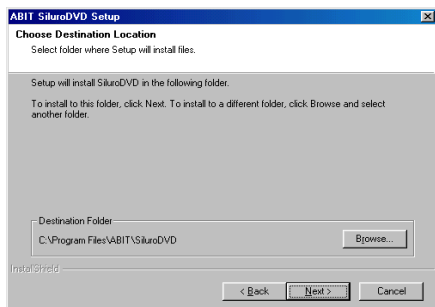 ABIT SiluroDVD Setup
Choose Destination Location
Select folder where Setup will install files.
Setup will install SiluroDVD in the following folder.
To install to this folder, click Next. To install to a different folder, click Browse and select
another folder.
Destination Folder
C:\Program Files\ABIT\SiluroDVD
Browse...
InstallShield
< Back
Next >
Cancel